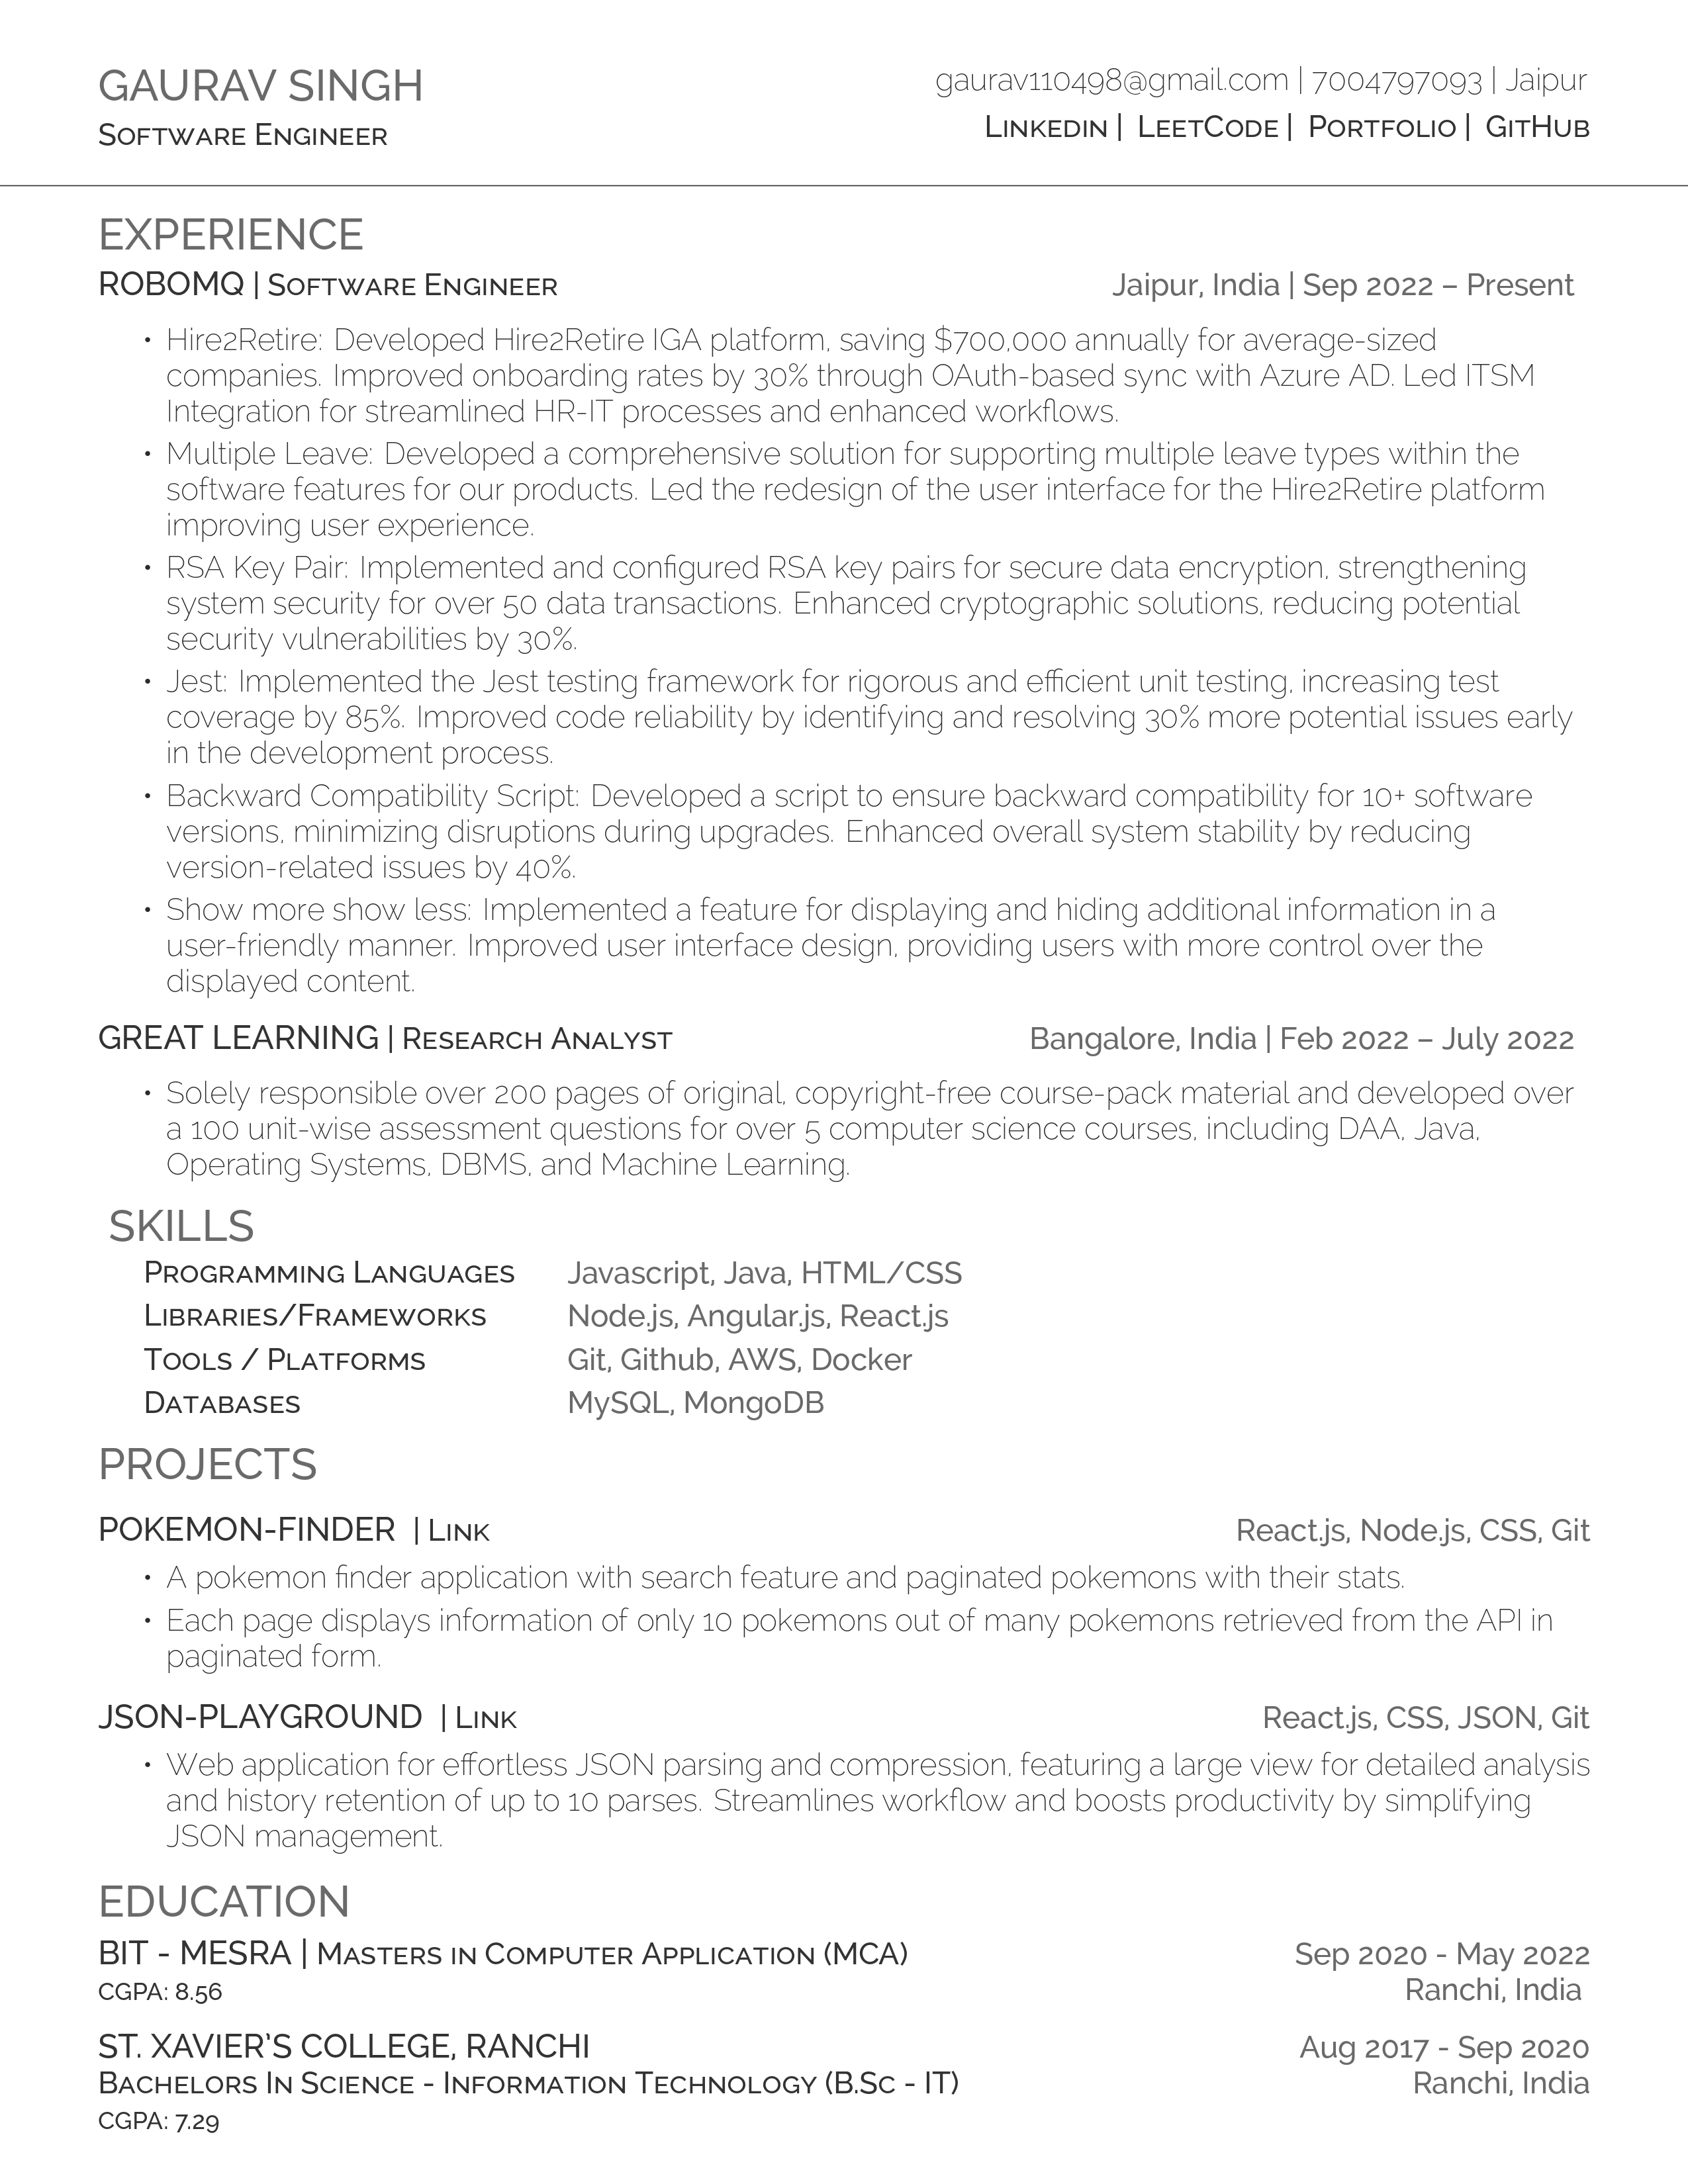 GAURAV SINGH
Software Engineer
gaurav110498@gmail.com | 7004797093 | Jaipur
LinkedIn | LeetCode | Portfolio | GitHub
EXPERIENCE
ROBOMQ | Software Engineer Jaipur, India | Sep 2022 – Present
• Hire2Retire: Developed Hire2Retire IGA platform, saving $700,000 annually for average-sized
companies. Improved onboarding rates by 30% through OAuth-based sync with Azure AD. Led ITSM
Integration for streamlined HR-IT processes and enhanced workflows.
• Multiple Leave: Developed a comprehensive solution for supporting multiple leave types within the
software features for our products. Led the redesign of the user interface for the Hire2Retire platform
improving user experience.
• RSA Key Pair: Implemented and configured RSA key pairs for secure data encryption, strengthening
system security for over 50 data transactions. Enhanced cryptographic solutions, reducing potential
security vulnerabilities by 30%.
• Jest: Implemented the Jest testing framework for rigorous and efficient unit testing, increasing test
coverage by 85%. Improved code reliability by identifying and resolving 30% more potential issues early
in the development process.
• Backward Compatibility Script: Developed a script to ensure backward compatibility for 10+ software
versions, minimizing disruptions during upgrades. Enhanced overall system stability by reducing
version-related issues by 40%.
• Show more show less: Implemented a feature for displaying and hiding additional information in a
user-friendly manner. Improved user interface design, providing users with more control over the
displayed content.
GREAT LEARNING | Research Analyst Bangalore, India | Feb 2022 – July 2022
• Solely responsible over 200 pages of original, copyright-free course-pack material and developed over
a 100 unit-wise assessment questions for over 5 computer science courses, including DAA, Java,
Operating Systems, DBMS, and Machine Learning.
SKILLS
Programming Languages Javascript, Java, HTML/CSS
Libraries/Frameworks Node.js, Angular.js, React.js
Tools / Platforms Git, Github, AWS, Docker
Databases MySQL, MongoDB
PROJECTS
POKEMON-FINDER | Link React.js, Node.js, CSS, Git
• A pokemon finder application with search feature and paginated pokemons with their stats.
• Each page displays information of only 10 pokemons out of many pokemons retrieved from the API in
paginated form.
JSON-PLAYGROUND | Link React.js, CSS, JSON, Git
• Web application for effortless JSON parsing and compression, featuring a large view for detailed analysis
and history retention of up to 10 parses. Streamlines workflow and boosts productivity by simplifying
JSON management.
EDUCATION
BIT - MESRA | Masters in Computer Application (MCA) Sep 2020 - May 2022
CGPA: 8.56 Ranchi, India
ST. XAVIER'S COLLEGE, RANCHI Aug 2017 - Sep 2020
Bachelors In Science - Information Technology (B.Sc - IT) Ranchi, India
CGPA: 7.29